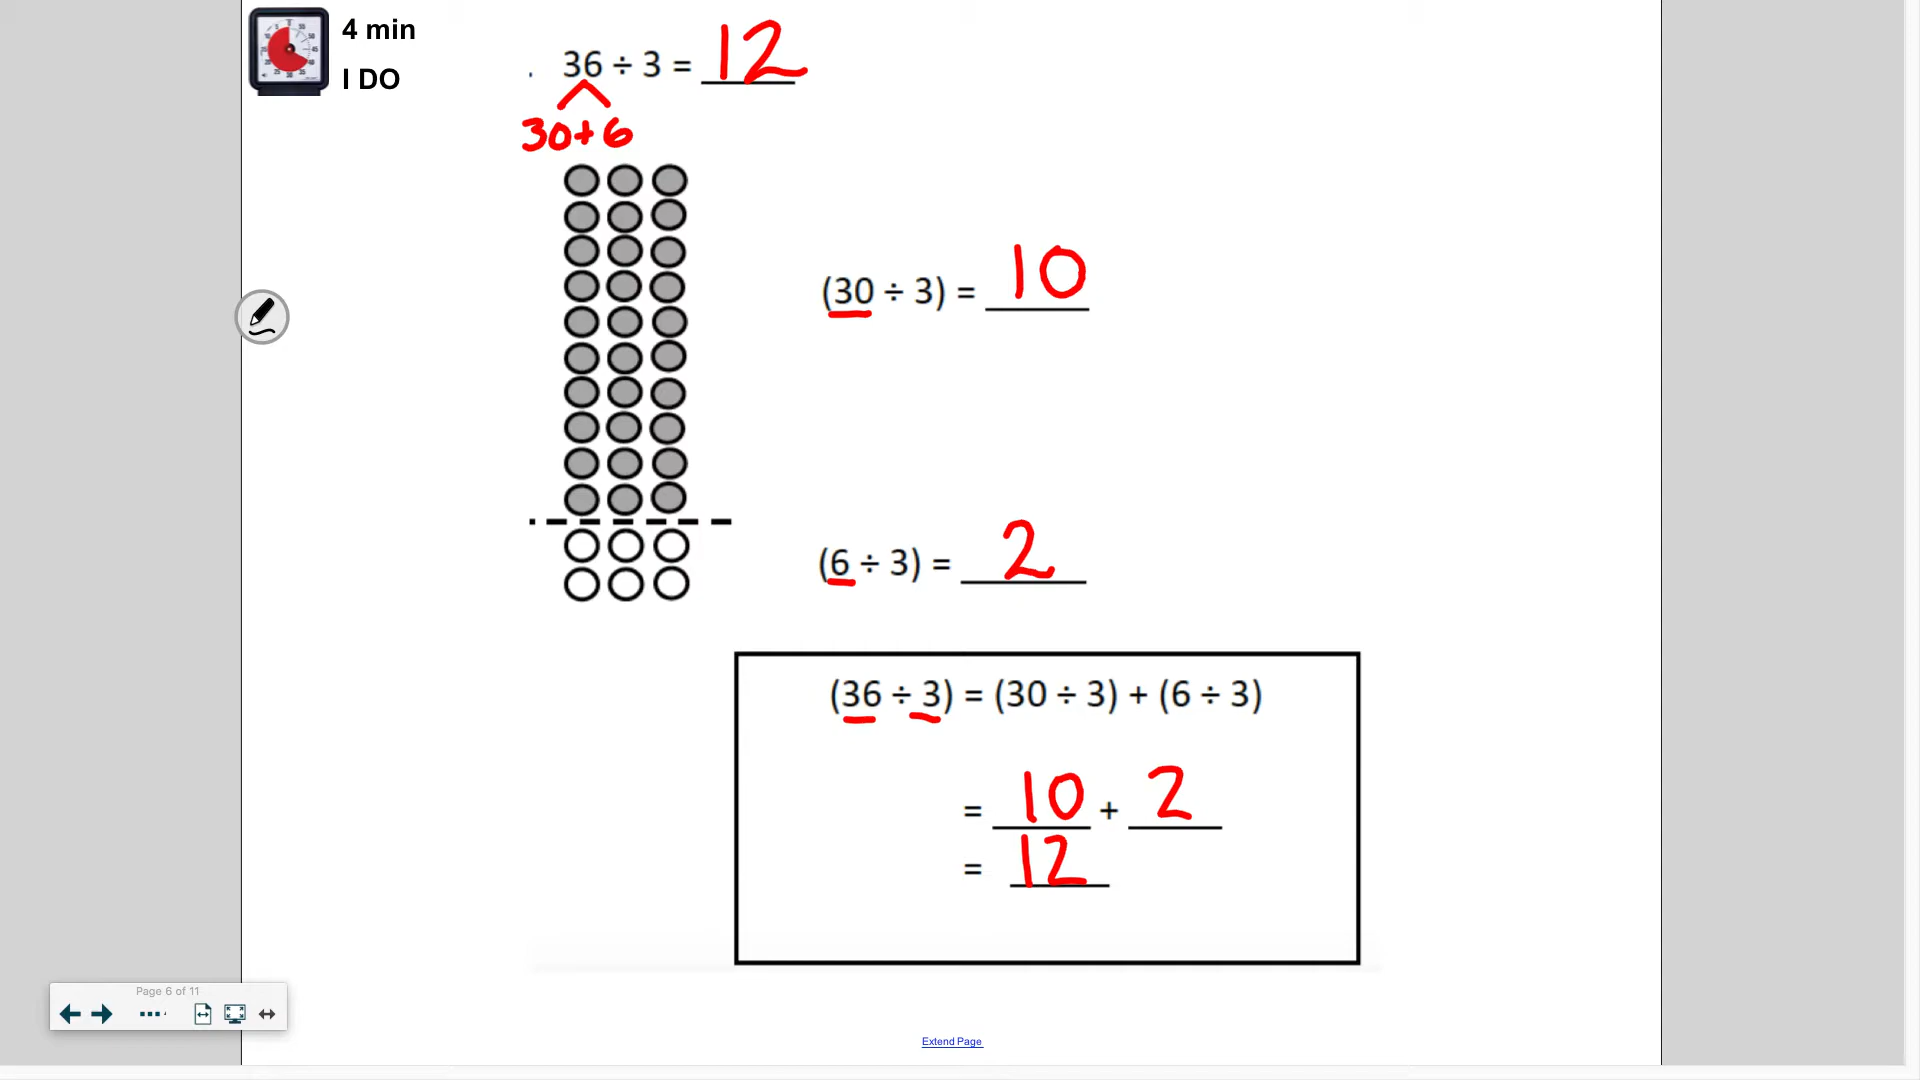 4 min
I DO
. 36 ÷ 3 = 12
30+6
(30 ÷ 3) = 10
(6 ÷ 3) = 2
(36 ÷ 3) = (30 ÷ 3) + (6 ÷ 3)
= 10 + 2
= 12
Page 6 of 11
Extend Page